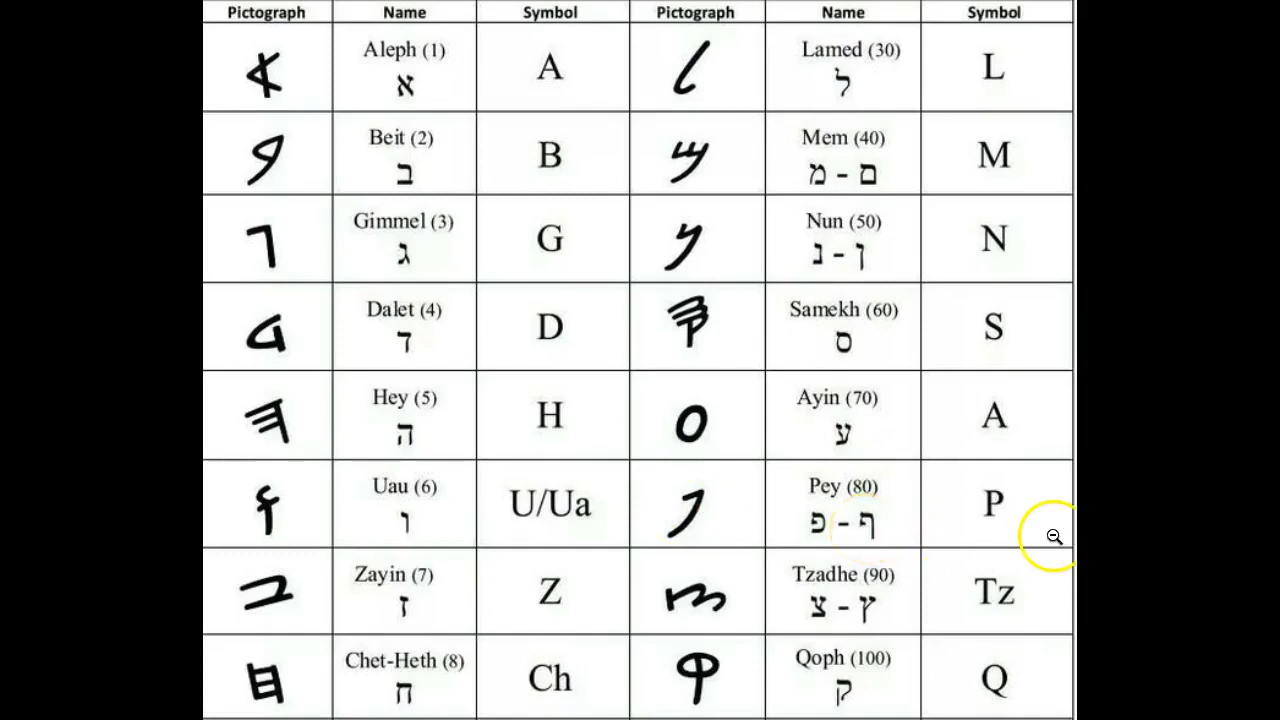 Pictograph Name Symbol Pictograph Name Symbol
𐤀 Aleph (1) א A 𐤋 Lamed (30) ל L
𐤁 Beit (2) ב B 𐤌 Mem (40) מ - ם M
𐤂 Gimmel (3) ג G 𐤍 Nun (50) נ - ן N
𐤃 Dalet (4) ד D 𐤎 Samekh (60) ס S
𐤄 Hey (5) ה H 𐤏 Ayin (70) ע A
𐤅 Uau (6) ו U/Ua 𐤐 Pey (80) פ - ף P
𐤆 Zayin (7) ז Z 𐤑 Tzadhe (90) צ - ץ Tz
𐤇 Chet-Heth (8) ח Ch 𐤒 Qoph (100) ק Q